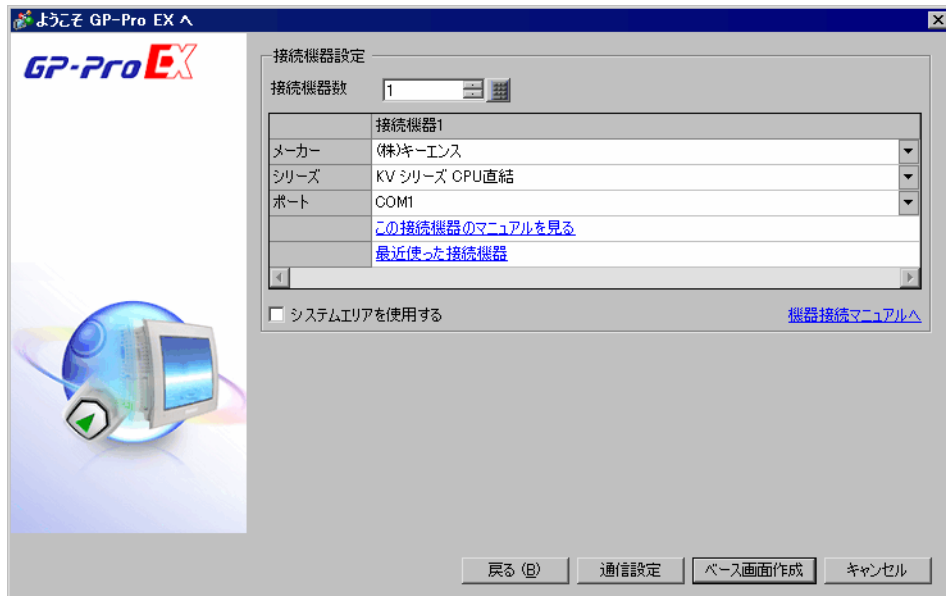 ようこそ GP-Pro EX へ
GP-Pro EX
接続機器設定
接続機器数 1
接続機器1
メーカー (株)キーエンス
シリーズ KV シリーズ CPU直結
ポート COM1
この接続機器のマニュアルを見る
最近使った接続機器
システムエリアを使用する 機器接続マニュアルへ
戻る (B) 通信設定 ベース画面作成 キャンセル